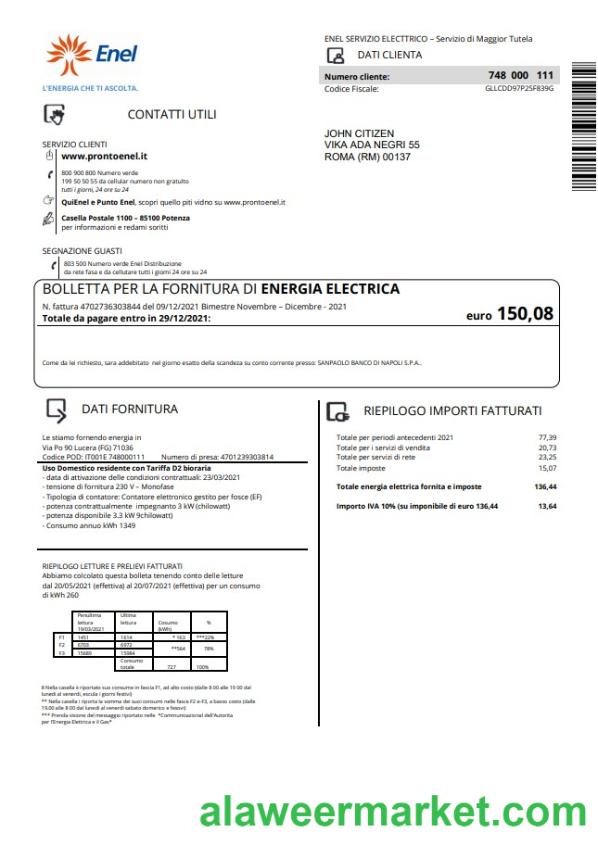 Enel
L'ENERGIA CHE TI ASCOLTA.
CONTATTI UTILI
SERVIZIO CLIENTI
www.prontoenel.it
800 900 800 Numero verde
199 50 50 55 da cellular numero non gratulto
tutti i giorni, 24 ore su 24
QuiEnel e Punto Enel, scopri quello piti vidno su www.prontoenel.it
Casella Postale 1100 – 85100 Potenza
per informazioni e redami soritti
SEGNAZIONE GUASTI
803 500 Numero verde Enel Distribuzione
da rete fasa e da cellutare tutti i giorni 24 ore su 24
ENEL SERVIZIO ELECTTRICO – Servizio di Maggior Tutela
DATI CLIENTA
Numero cliente: 748 000 111
Codice Fiscale: GLLCDD97P25F839G
JOHN CITIZEN
VIKA ADA NEGRI 55
ROMA (RM) 00137
BOLLETTA PER LA FORNITURA DI ENERGIA ELECTRICA
N. fattura 4702736303844 del 09/12/2021 Bimestre Novembre – Dicembre - 2021
Totale da pagare entro in 29/12/2021:
euro 150,08
Come da lei richiesto, sara addebitato nel giorno esatto della scandeza su conto corrente presso: SANPAOLO BANCO DI NAPOLI S.P.A..
DATI FORNITURA
Le stiamo fornendo energia in
Via Po 90 Lucera (FG) 71036
Codice POD: IT001E 748000111 Numero di presa: 4701239303814
Uso Domestico residente con Tariffa D2 bioraria
- data di attivazione delle condizioni contrattuali: 23/03/2021
- tensione di fornitura 230 V – Monofase
- Tipologia di contatore: Contatore elettronico gestito per fosce (EF)
- potenza contrattualmente impegnanto 3 kW (chilowatt)
- potenza disponibile 3.3 kW 9chilowatt)
- Consumo annuo kWh 1349
RIEPILOGO LETTURE E PRELIEVI FATTURATI
Abbiamo colcolato questa bolleta tenendo conto delle letture
dal 20/05/2021 (effettiva) al 20/07/2021 (effettiva) per un consumo
di kWh 260
Penultima lettura 19/03/2021 Ultima lettura Cosumo (kWh) %
F1 1451 1614 * 163 ***22%
F2 6703 6972 **564 78%
F3 15689 15984
Consumo totale 727 100%
8 Nella casella è riportato suo consumo in fascia F1, ad alto costo (dalle 8:00 alle 19:00 dal
lunedi al venerdi, escula i giorni festivi)
** Nella casella i riporta la somma dei suoi consumi nelle fasce F2 e-F3, a basso costo (dalle
19.00 alle 8:00 dal lunedi al venerdi sabato domenico e fesovi)
*** Prenda visione del messaggio riportato nelle *Communtazional dell'Autorita
per l'Energia Elettrica e il Gas*
RIEPILOGO IMPORTI FATTURATI
Totale per periodi antecedenti 2021 77,39
Totale per i servizi di vendita 20,73
Totale per servizi di rete 23,25
Totale imposte 15,07
Totale energia elettrica fornita e imposte 136,44
Importo IVA 10% (su imponibile di euro 136,44 13,64
alaweermarket.com